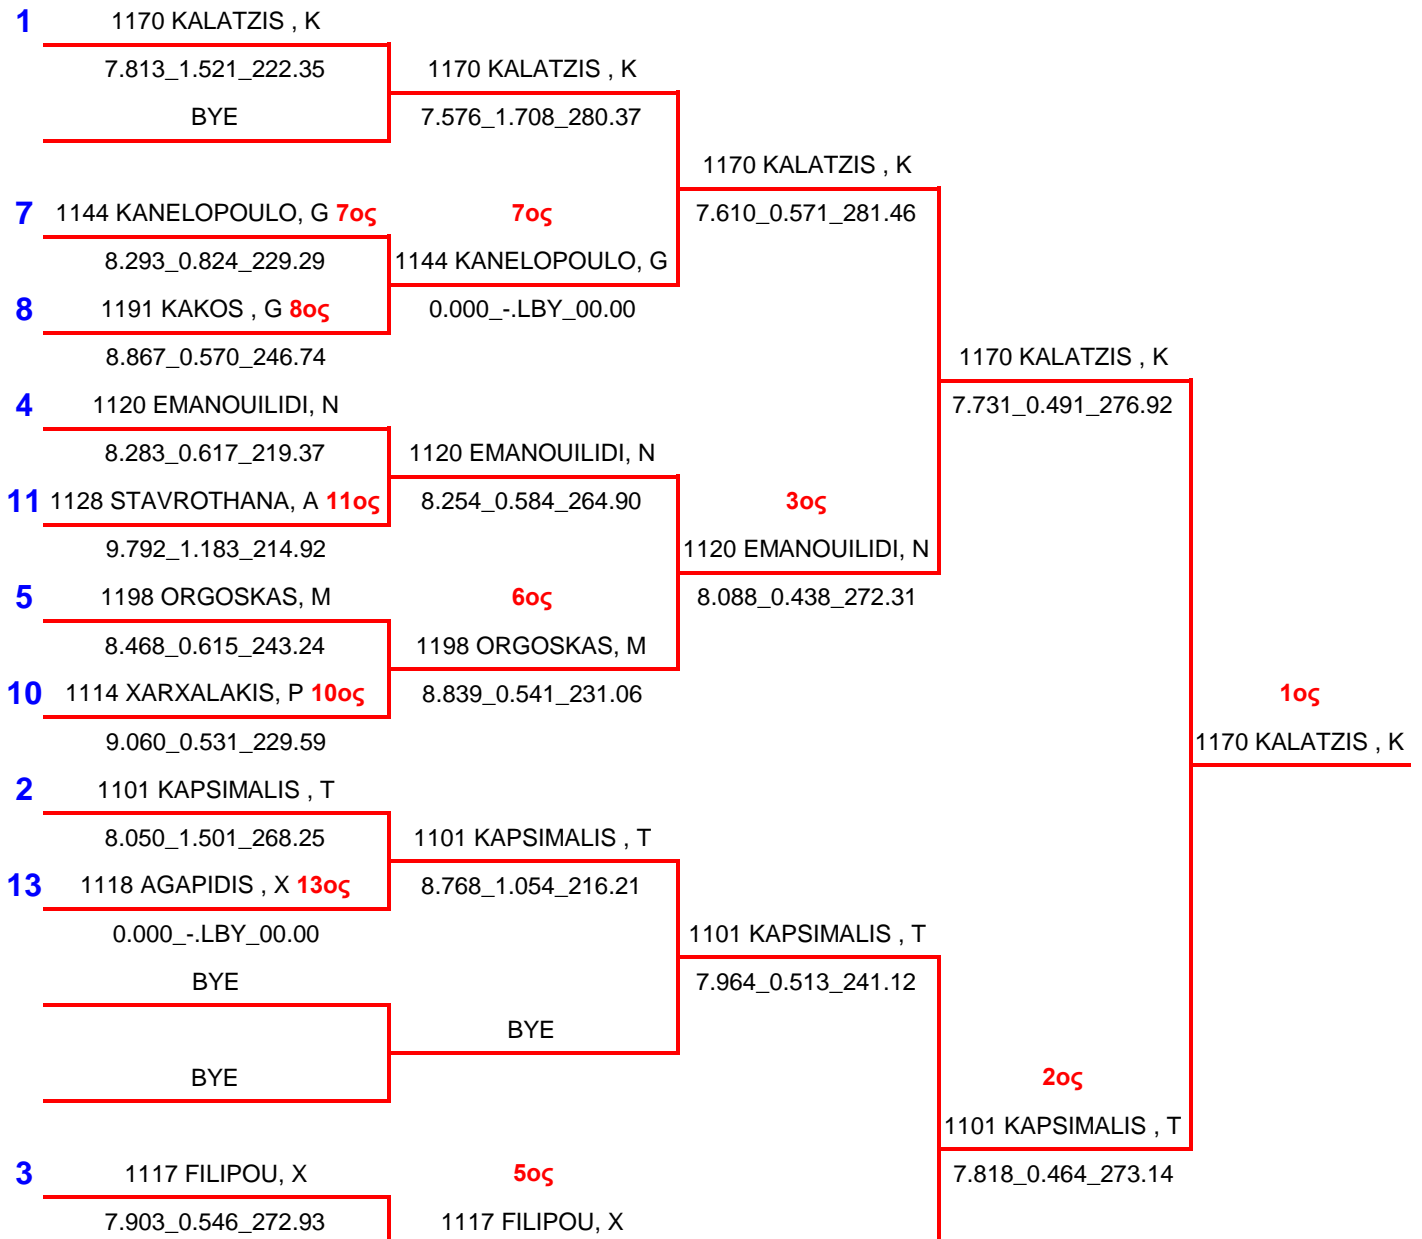 1 1170 KALATZIS , K
7.813_1.521_222.35 1170 KALATZIS , K
BYE 7.576_1.708_280.37
1170 KALATZIS , K
7 1144 KANELOPOULO, G 7ος 7ος 7.610_0.571_281.46
8.293_0.824_229.29 1144 KANELOPOULO, G
8 1191 KAKOS , G 8ος 0.000_-.LBY_00.00
8.867_0.570_246.74 1170 KALATZIS , K
4 1120 EMANOUILIDI, N 7.731_0.491_276.92
8.283_0.617_219.37 1120 EMANOUILIDI, N
11 1128 STAVROTHANA, A 11ος 8.254_0.584_264.90 3ος
9.792_1.183_214.92 1120 EMANOUILIDI, N
5 1198 ORGOSKAS, M 6ος 8.088_0.438_272.31
8.468_0.615_243.24 1198 ORGOSKAS, M
10 1114 XARXALAKIS, P 10ος 8.839_0.541_231.06 1ος
9.060_0.531_229.59 1170 KALATZIS , K
2 1101 KAPSIMALIS , T
8.050_1.501_268.25 1101 KAPSIMALIS , T
13 1118 AGAPIDIS , X 13ος 8.768_1.054_216.21
0.000_-.LBY_00.00 1101 KAPSIMALIS , T
BYE 7.964_0.513_241.12
BYE
BYE 2ος
1101 KAPSIMALIS , T
3 1117 FILIPOU, X 5ος 7.818_0.464_273.14
7.903_0.546_272.93 1117 FILIPOU, X